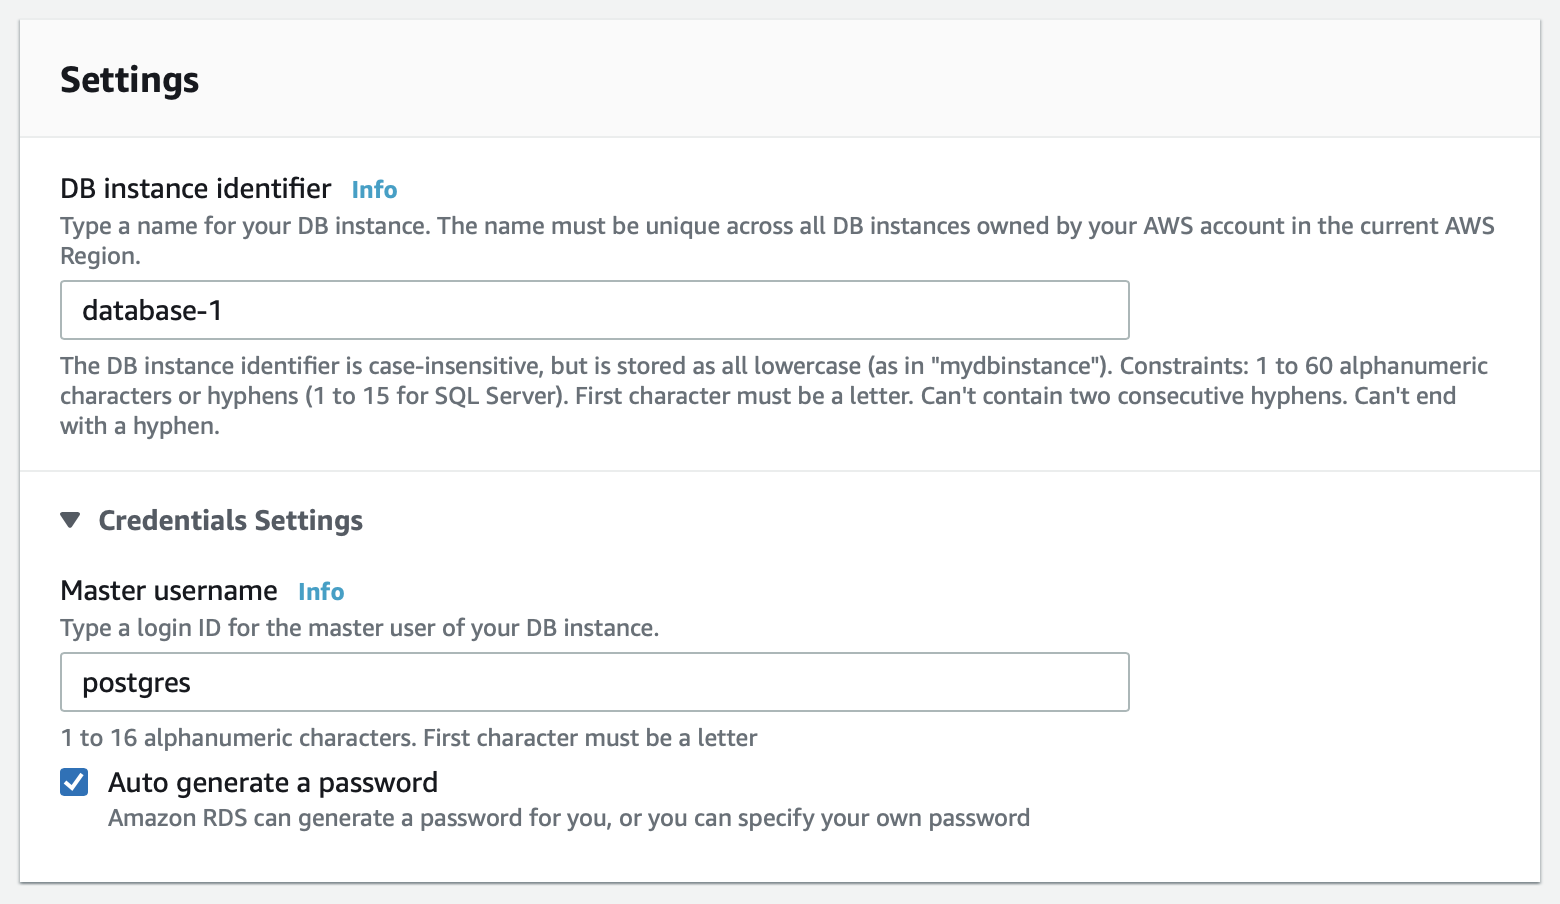 Settings
DB instance identifier Info
Type a name for your DB instance. The name must be unique across all DB instances owned by your AWS account in the current AWS
Region.
database-1
The DB instance identifier is case-insensitive, but is stored as all lowercase (as in "mydbinstance"). Constraints: 1 to 60 alphanumeric
characters or hyphens (1 to 15 for SQL Server). First character must be a letter. Can't contain two consecutive hyphens. Can't end
with a hyphen.
Credentials Settings
Master username Info
Type a login ID for the master user of your DB instance.
postgres
1 to 16 alphanumeric characters. First character must be a letter
Auto generate a password
Amazon RDS can generate a password for you, or you can specify your own password